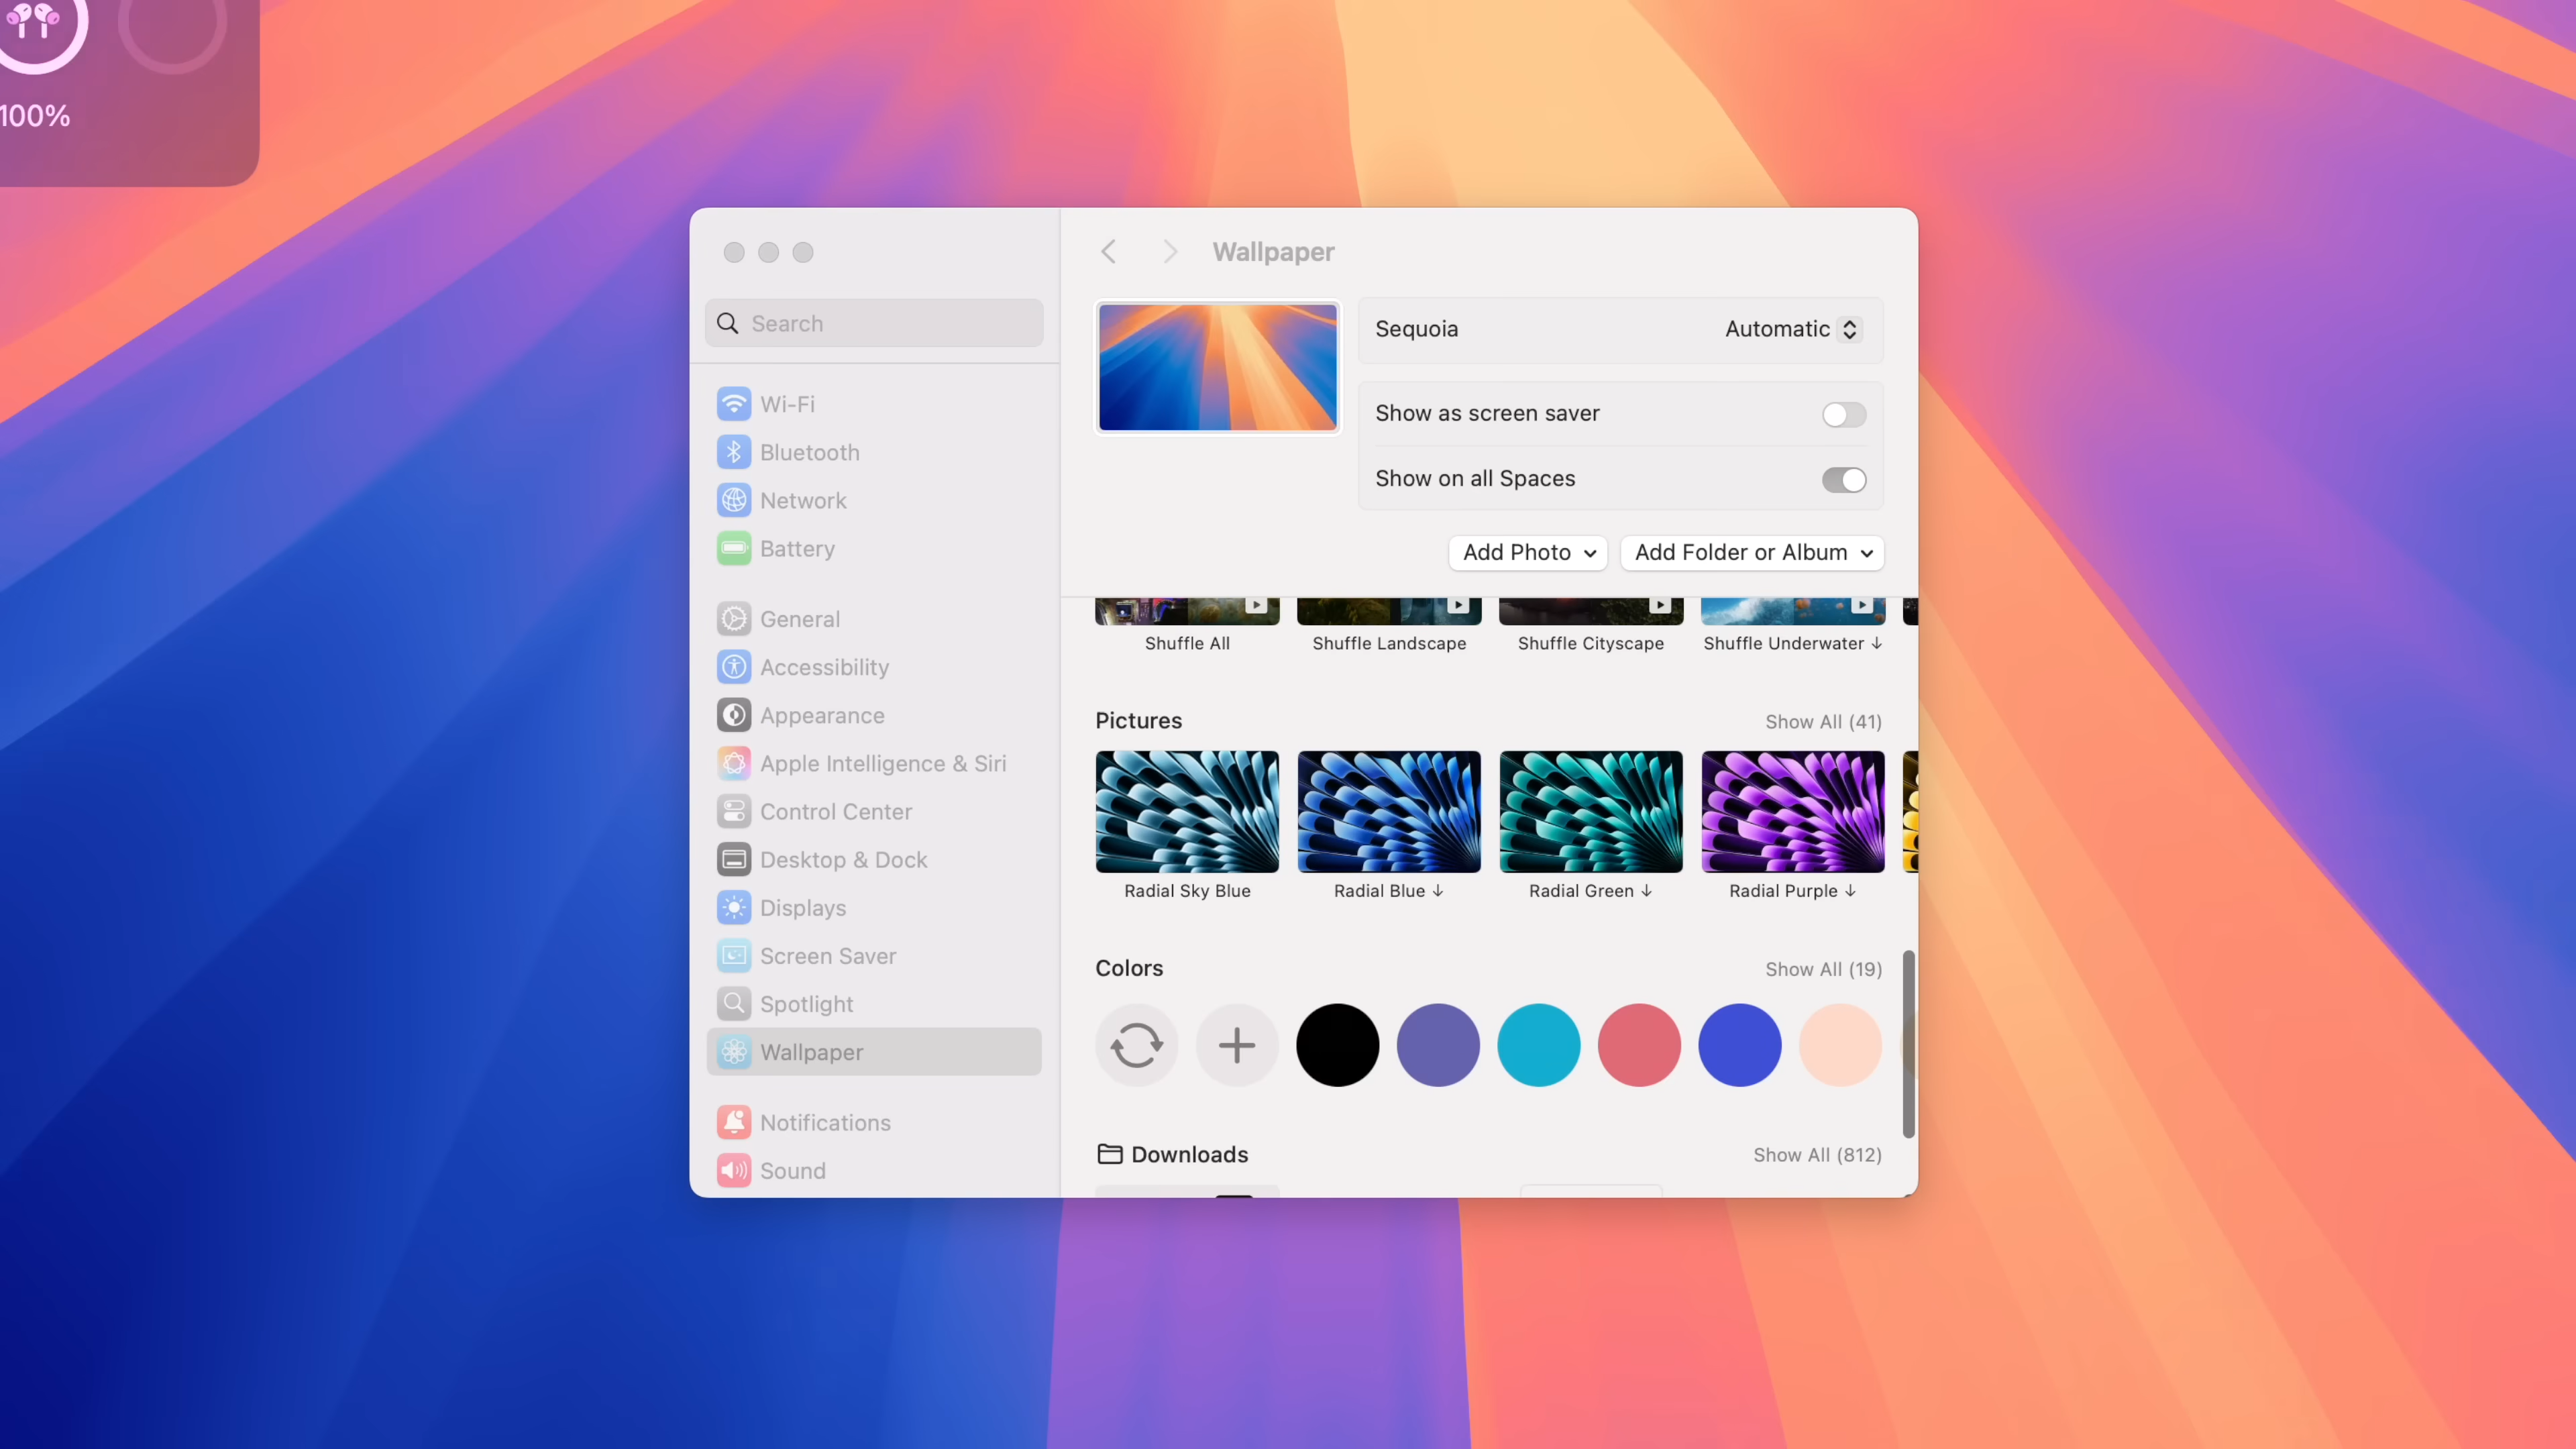 100%
Search
Wi-Fi
Bluetooth
Network
Battery
General
Accessibility
Appearance
Apple Intelligence & Siri
Control Center
Desktop & Dock
Displays
Screen Saver
Spotlight
Wallpaper
Notifications
Sound
Wallpaper
Sequoia Automatic
Show as screen saver
Show on all Spaces
Add Photo Add Folder or Album
Shuffle All Shuffle Landscape Shuffle Cityscape Shuffle Underwater ↓
Pictures Show All (41)
Radial Sky Blue Radial Blue ↓ Radial Green ↓ Radial Purple ↓
Colors Show All (19)
Downloads Show All (812)